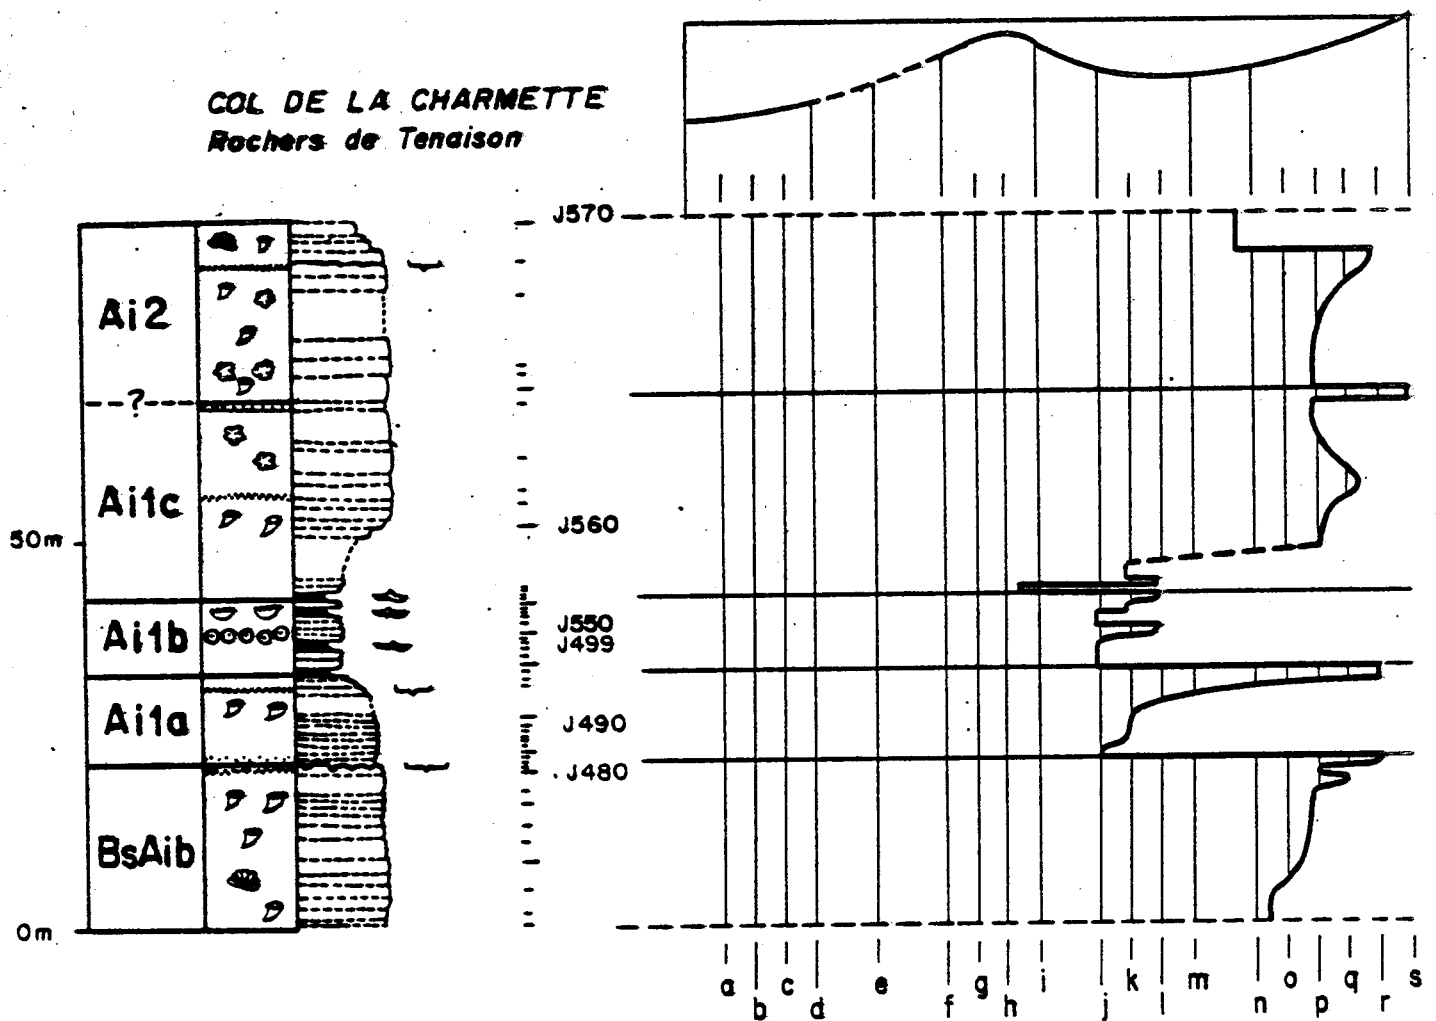 COL DE LA CHARMETTE
Rochers de Tenaison
J570
Ai2
?
Ai1c
J560
50m
J550
Ai1b
J499
Ai1a
J490
J480
BsAib
0m
a b c d e f g h i j k l m n o p q r s